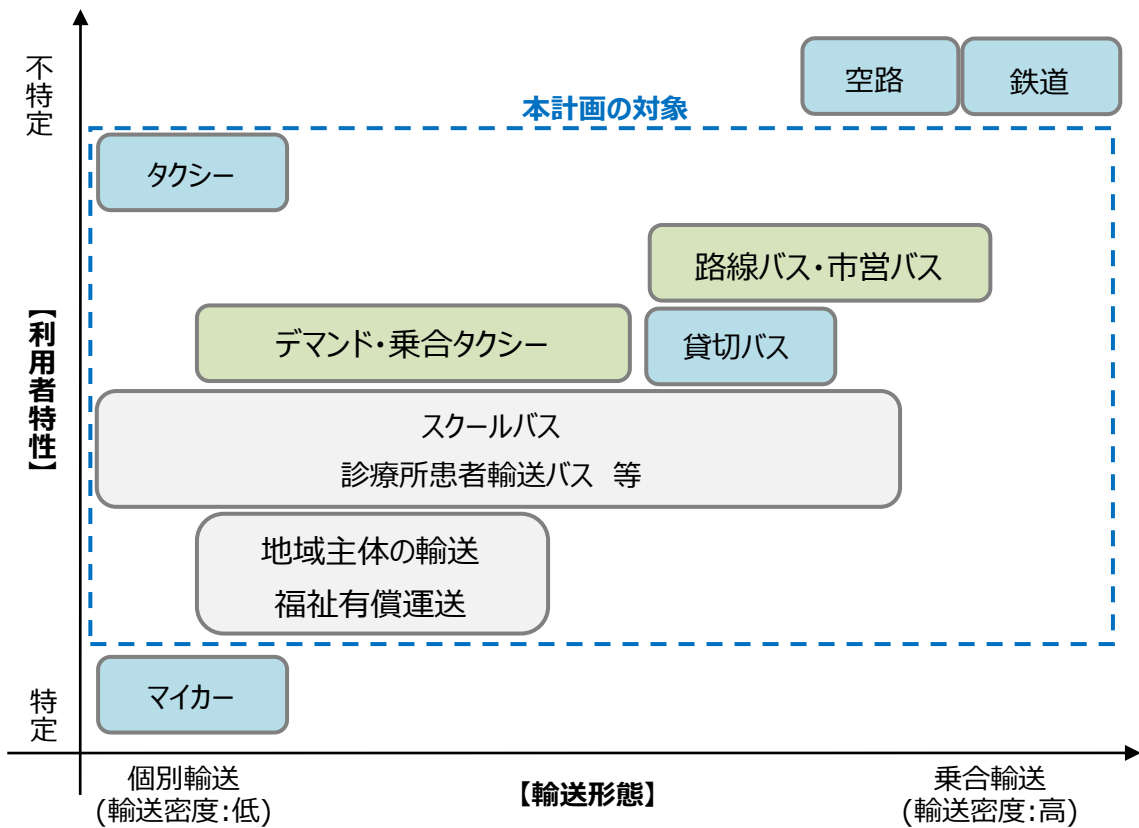 不特定
空路
鉄道
本計画の対象
タクシー
路線バス・市営バス
デマンド・乗合タクシー
貸切バス
【利用者特性】
スクールバス
診療所患者輸送バス 等
地域主体の輸送
福祉有償運送
マイカー
特定
個別輸送
(輸送密度:低)
【輸送形態】
乗合輸送
(輸送密度:高)